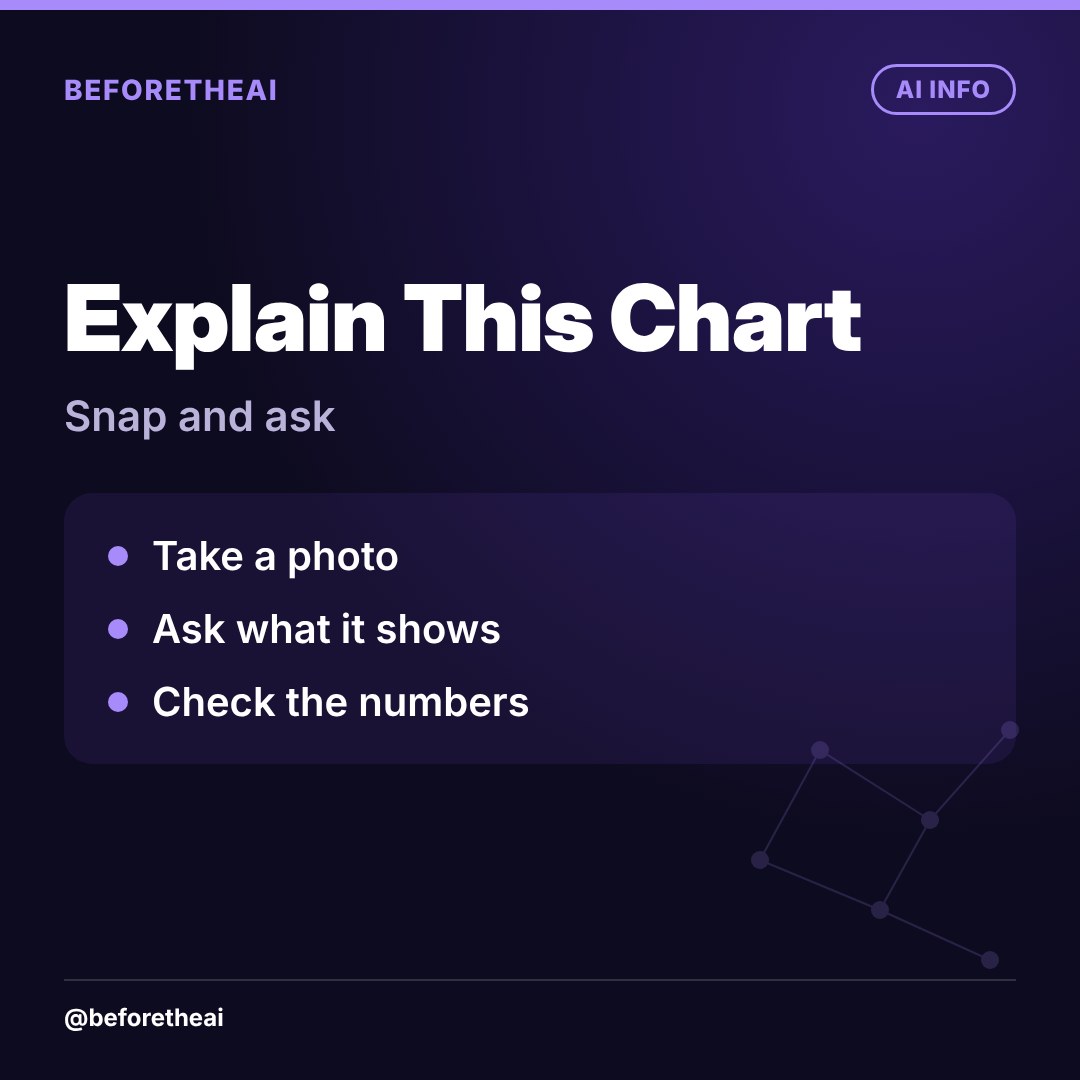 BEFORETHEAI
AI INFO
Explain This Chart
Snap and ask
Take a photo
Ask what it shows
Check the numbers
@beforetheai